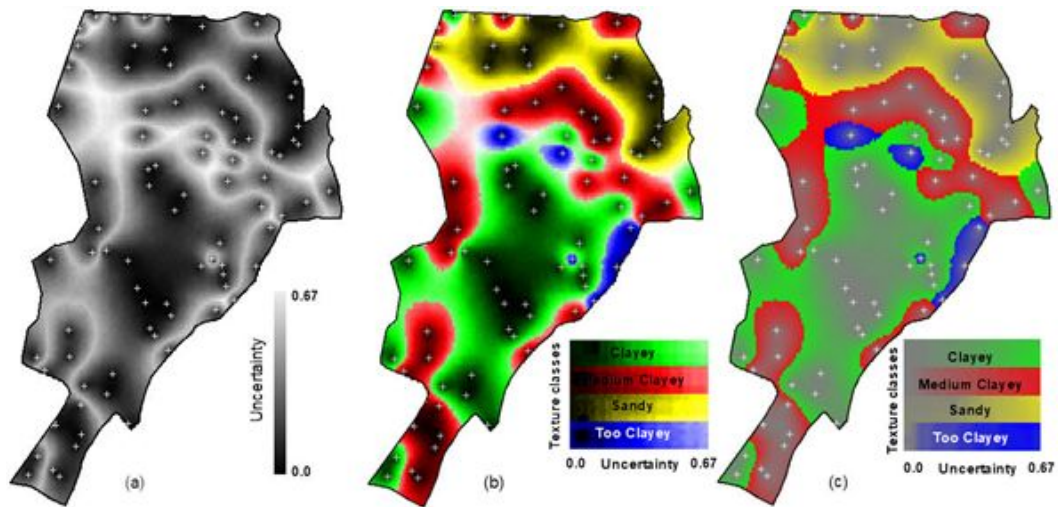 0.67
Uncertainty
0.0
(a)
Texture classes
Clayey
Medium Clayey
Sandy
Too Clayey
0.0 Uncertainty 0.67
(b)
Texture classes
Clayey
Medium Clayey
Sandy
Too Clayey
0.0 Uncertainty 0.67
(c)